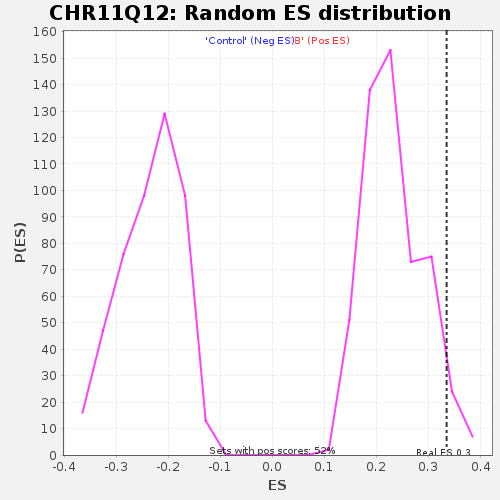 CHR11Q12: Random ES distribution
'Control' (Neg ES)B' (Pos ES)
160
150
140
130
120
110
100
90
80
70
60
50
40
30
20
10
0
P(ES)
Sets with pos scores: 52%
Real ES 0.3
-0.4 -0.3 -0.2 -0.1 0.0 0.1 0.2 0.3 0.4
ES